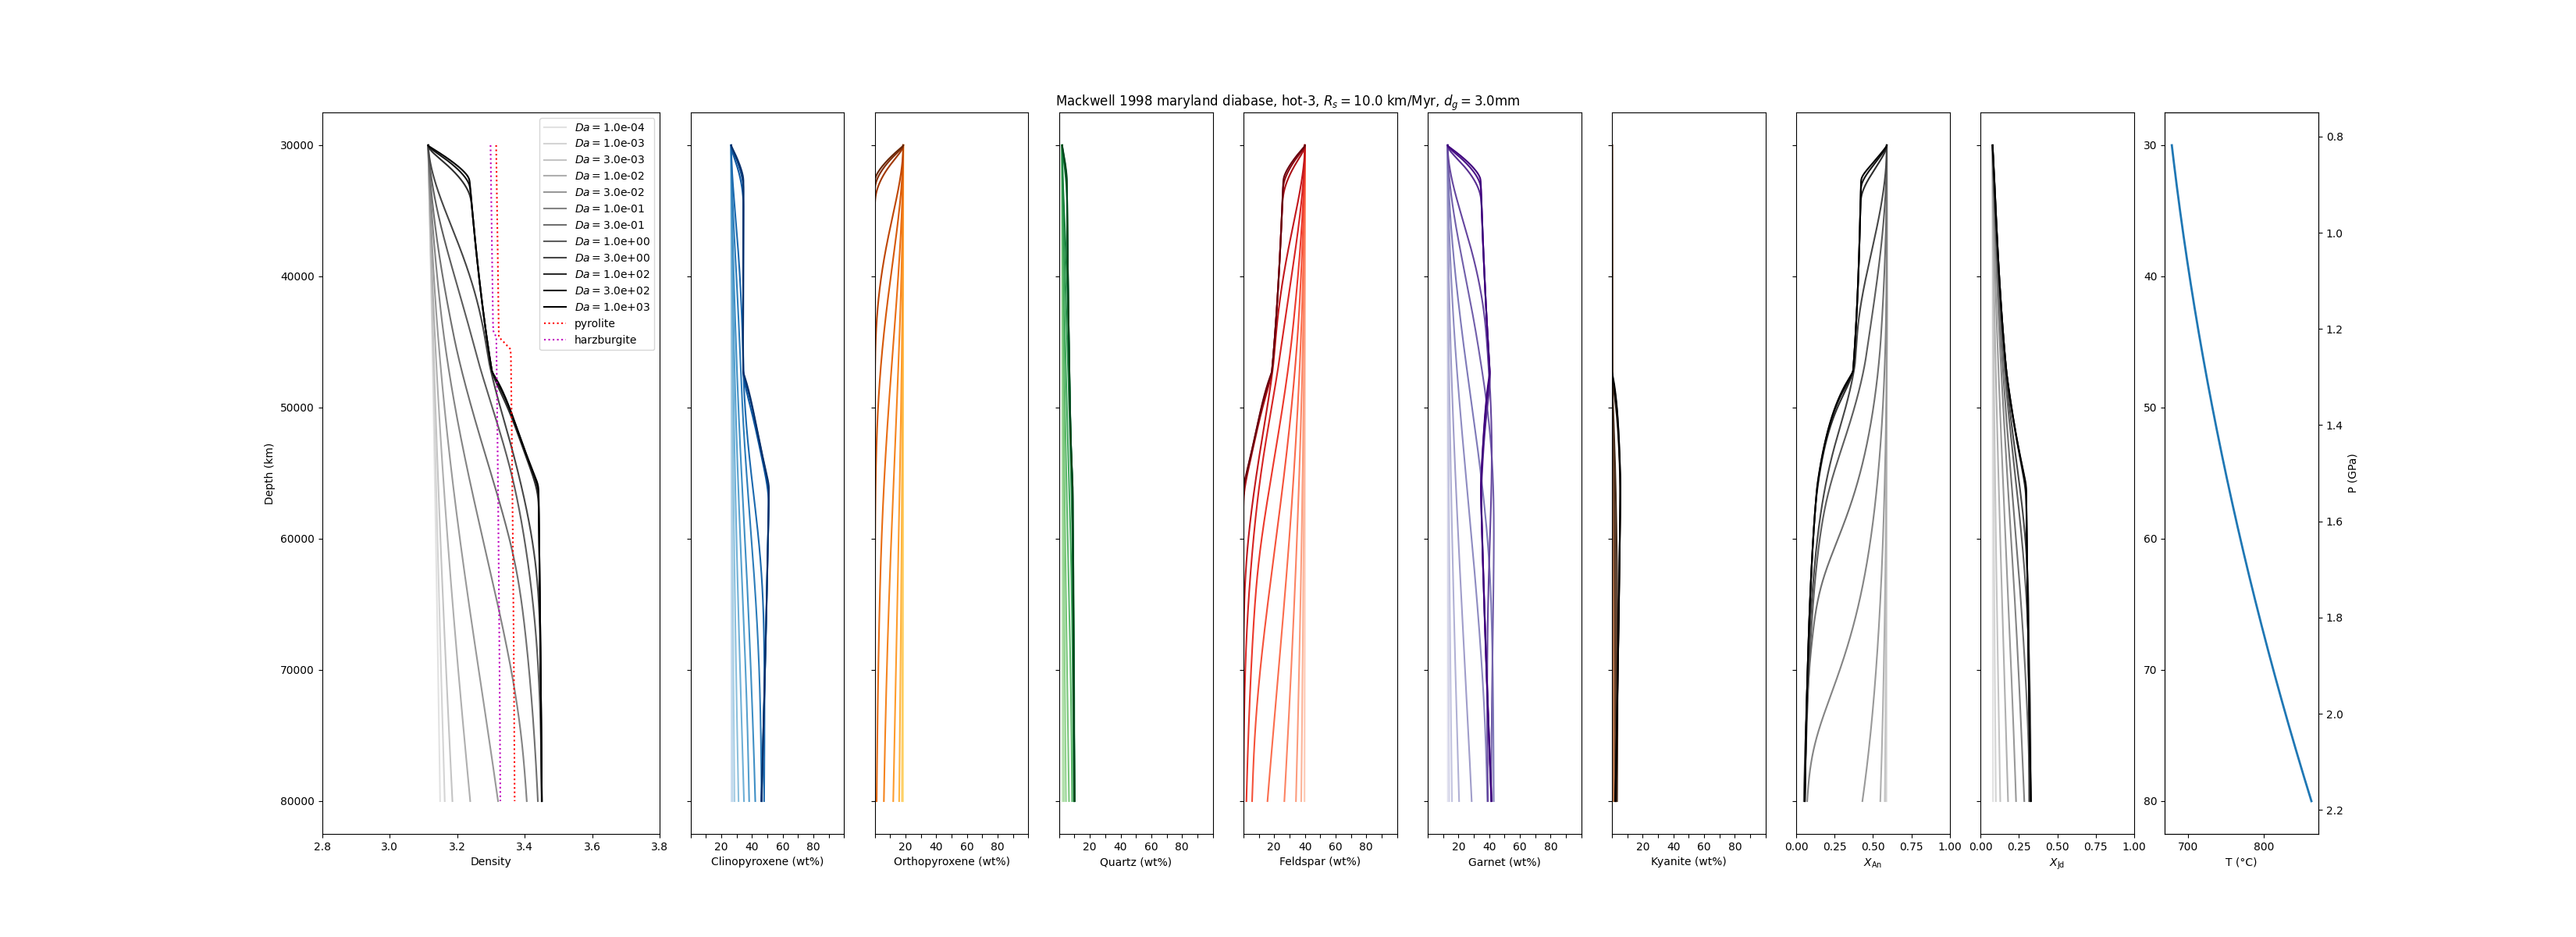 Mackwell 1998 maryland diabase, hot-3, $R_s = 10.0$ km/Myr, $d_g = 3.0$mm
Da = 1.0e-04
Da = 1.0e-03
Da = 3.0e-03
Da = 1.0e-02
Da = 3.0e-02
Da = 1.0e-01
Da = 3.0e-01
Da = 1.0e+00
Da = 3.0e+00
Da = 1.0e+02
Da = 3.0e+02
Da = 1.0e+03
pyrolite
harzburgite
Depth (km)
30000
40000
50000
60000
70000
80000
2.8 3.0 3.2 3.4 3.6 3.8
Density
20 40 60 80
Clinopyroxene (wt%)
20 40 60 80
Orthopyroxene (wt%)
20 40 60 80
Quartz (wt%)
20 40 60 80
Feldspar (wt%)
20 40 60 80
Garnet (wt%)
20 40 60 80
Kyanite (wt%)
0.00 0.25 0.50 0.75 1.00
$X_{An}$
0.00 0.25 0.50 0.75 1.00
$X_{Jd}$
30
40
50
60
70
80
700 800
T (°C)
0.8
1.0
1.2
1.4
1.6
1.8
2.0
2.2
P (GPa)